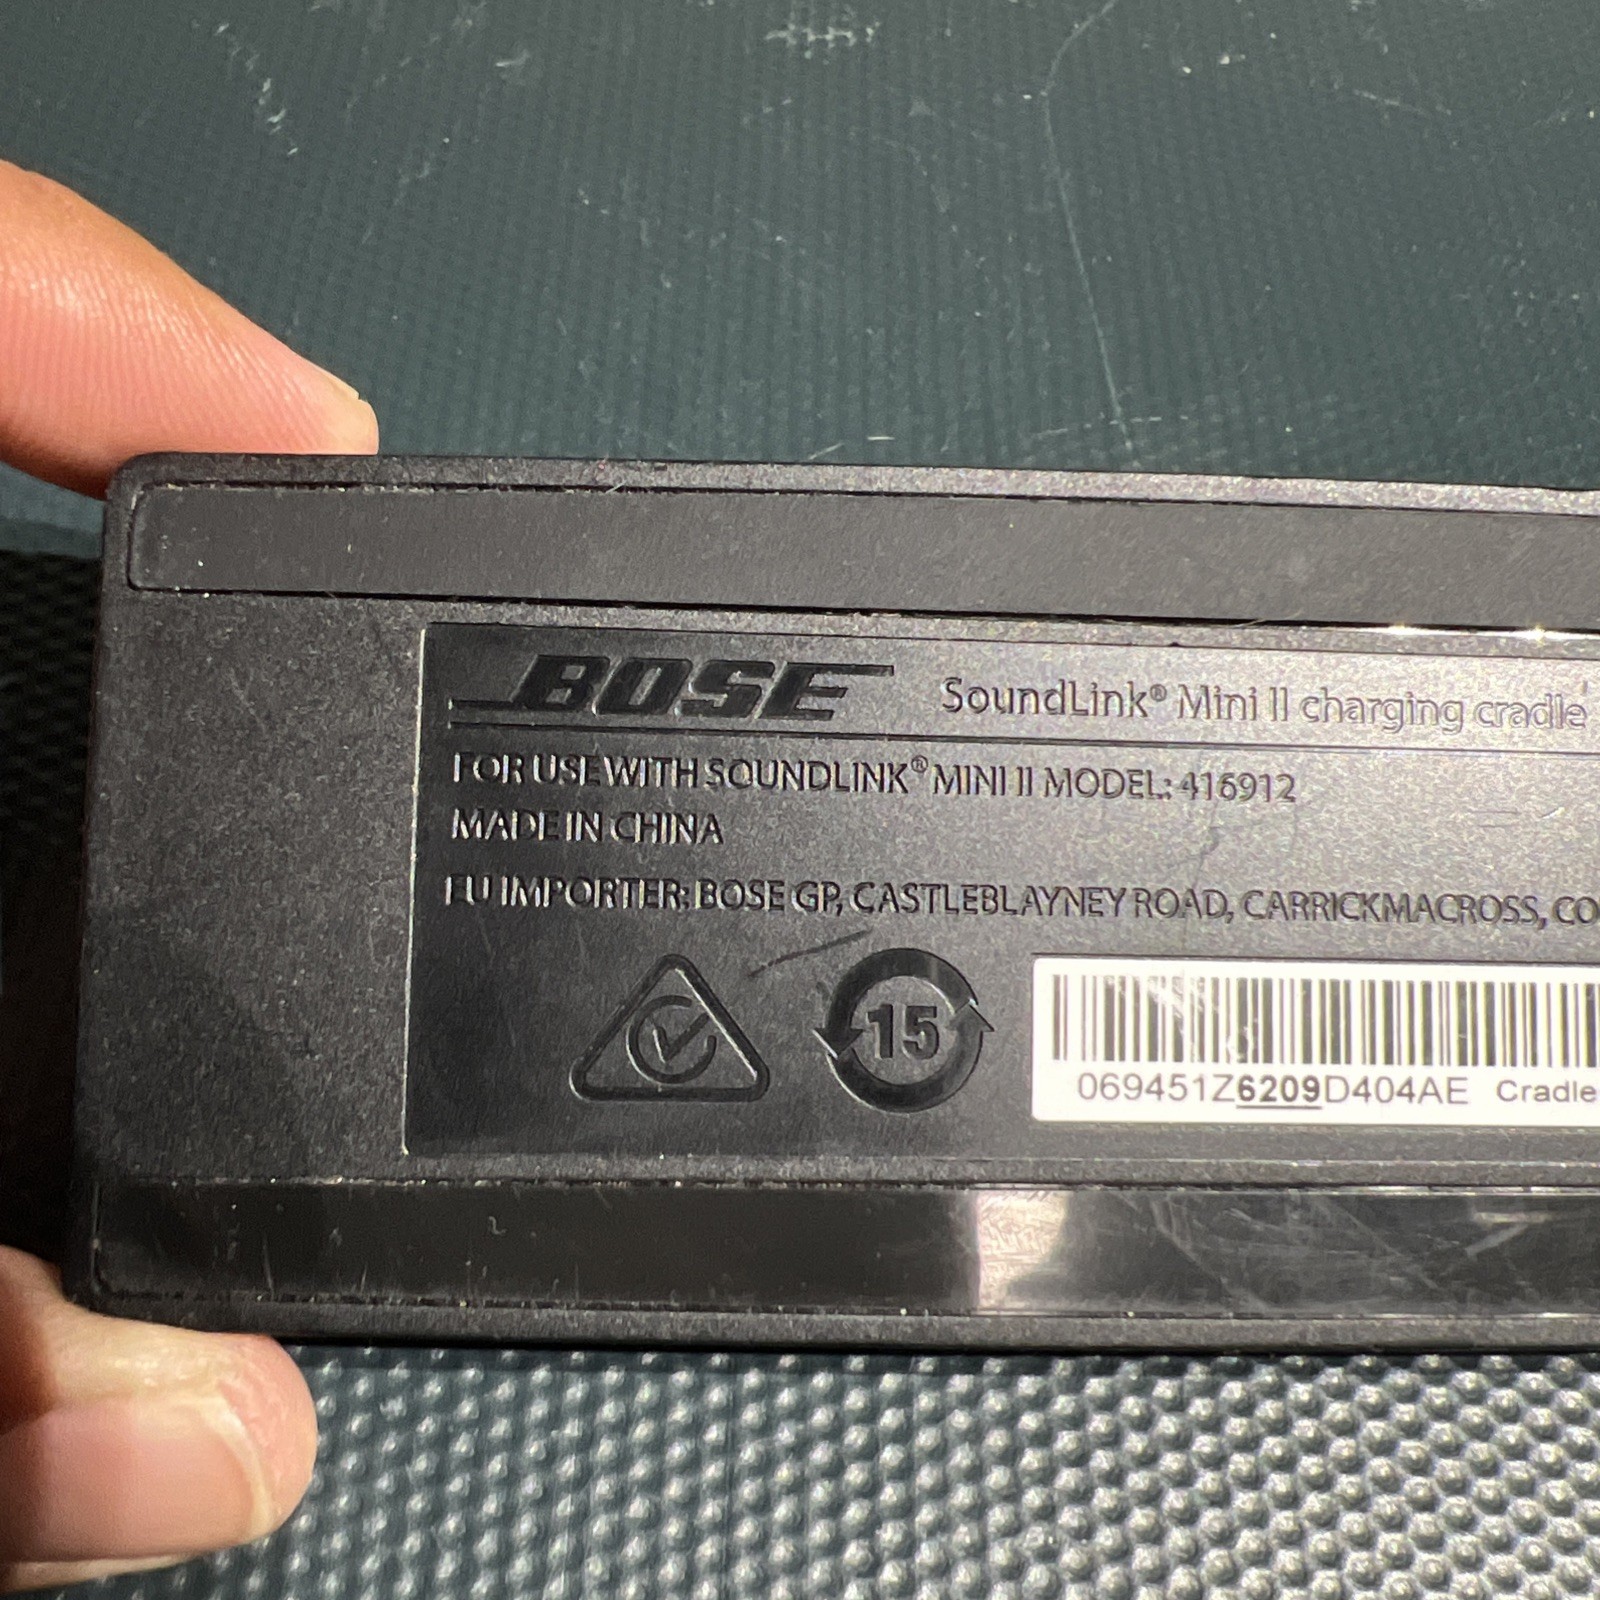 BOSE SoundLink® Mini II charging cradle
FOR USE WITH SOUNDLINK® MINI II MODEL: 416912
MADE IN CHINA
EU IMPORTER: BOSE GP, CASTLEBLAYNEY ROAD, CARRICKMACROSS, CO
15
069451Z6209D404AE Cradle